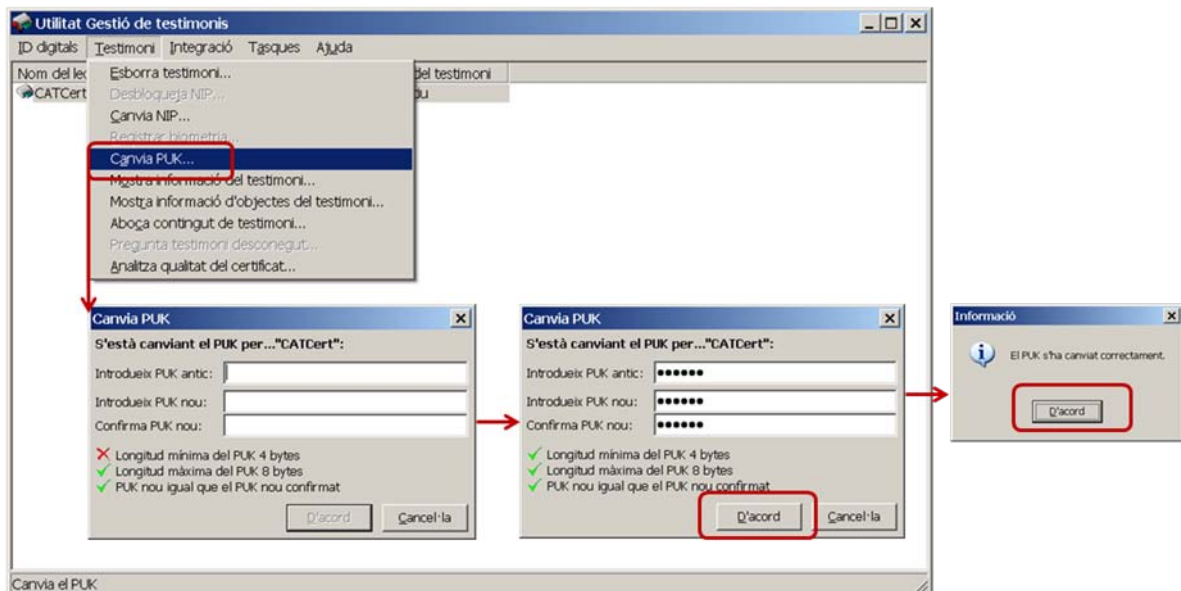 Utilitat Gestió de testimonis
ID digitals Testimoni Integració Tasques Ajuda
Nom del lec
del testimoni
CATCert
du
Esborra testimoni...
Desbloqueja NIP...
Canvia NIP...
Registrar biometria...
Canvia PUK...
Mostra informació del testimoni...
Mostra informació d'objectes del testimoni...
Aboca contingut de testimoni...
Pregunta testimoni desconegut...
Analitza qualitat del certificat...
Canvia PUK
S'està canviant el PUK per..."CATCert":
Introdueix PUK antic:
Introdueix PUK nou:
Confirma PUK nou:
Longitud mínima del PUK 4 bytes
Longitud màxima del PUK 8 bytes
PUK nou igual que el PUK nou confirmat
D'acord Cancel·la
Canvia PUK
S'està canviant el PUK per..."CATCert":
Introdueix PUK antic: ●●●●●●
Introdueix PUK nou: ●●●●●●
Confirma PUK nou: ●●●●●●
Longitud mínima del PUK 4 bytes
Longitud màxima del PUK 8 bytes
PUK nou igual que el PUK nou confirmat
D'acord Cancel·la
Informació
El PUK s'ha canviat correctament.
D'acord
Canvia el PUK